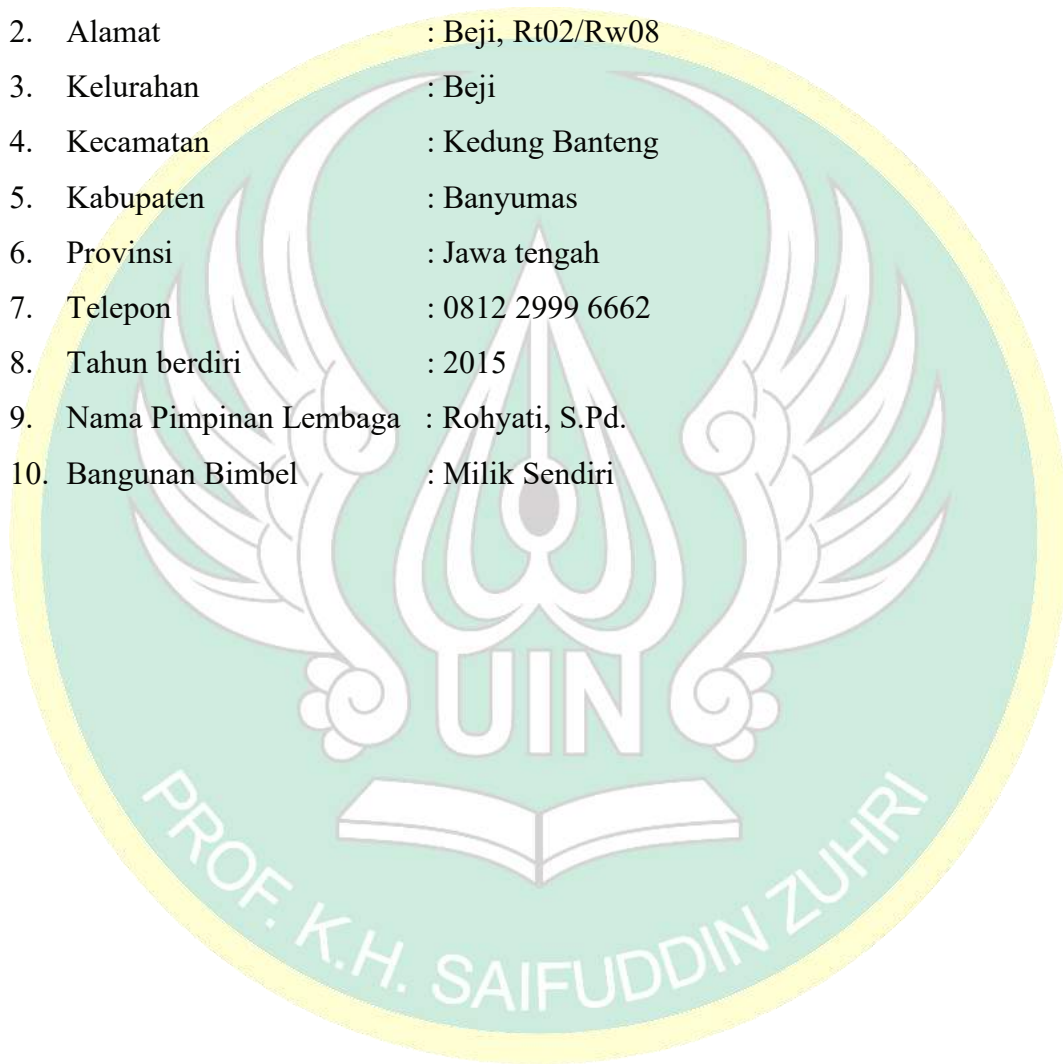 2. Alamat : Beji, Rt02/Rw08
3. Kelurahan : Beji
4. Kecamatan : Kedung Banteng
5. Kabupaten : Banyumas
6. Provinsi : Jawa tengah
7. Telepon : 0812 2999 6662
8. Tahun berdiri : 2015
9. Nama Pimpinan Lembaga : Rohyati, S.Pd.
10. Bangunan Bimbel : Milik Sendiri
UIN
PROF. K.H. SAIFUDDIN ZUHRI